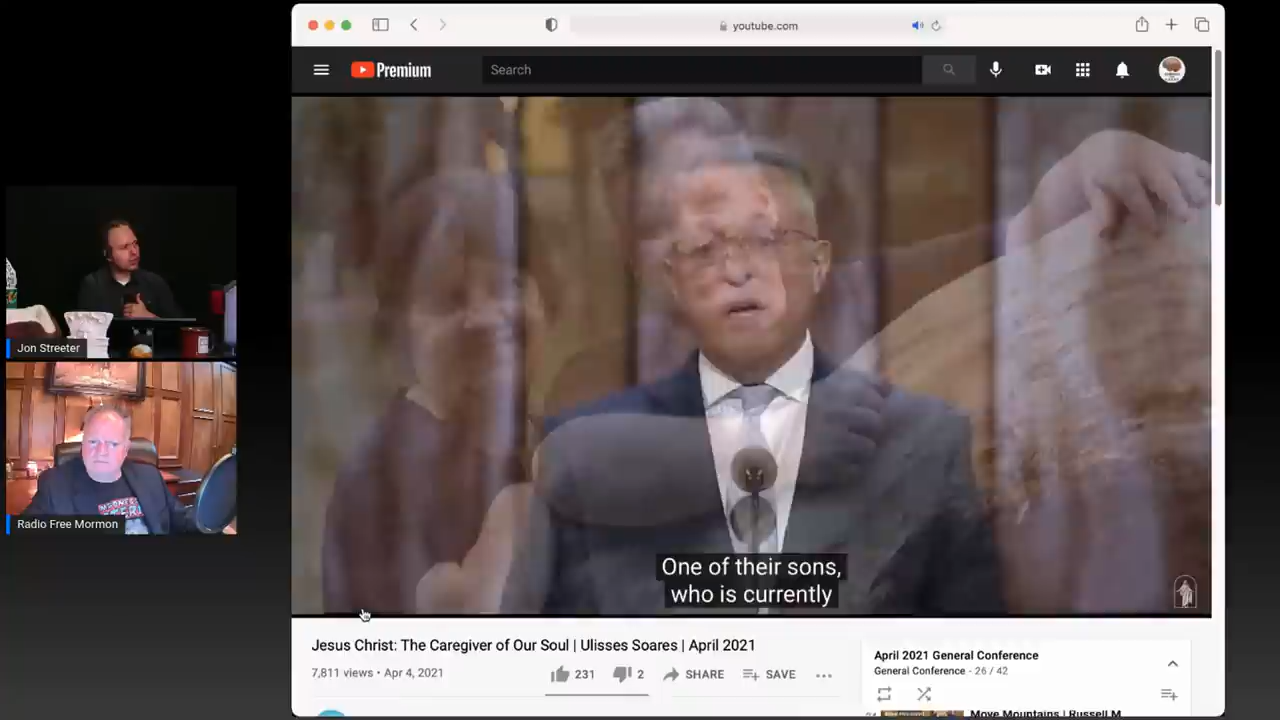 youtube.com
Premium
Search
Jon Streeter
Radio Free Mormon
One of their sons,
who is currently
Jesus Christ: The Caregiver of Our Soul | Ulisses Soares | April 2021
7,811 views • Apr 4, 2021
231
2
SHARE
SAVE
April 2021 General Conference
General Conference - 26 / 42
Move Mountains | Russell M